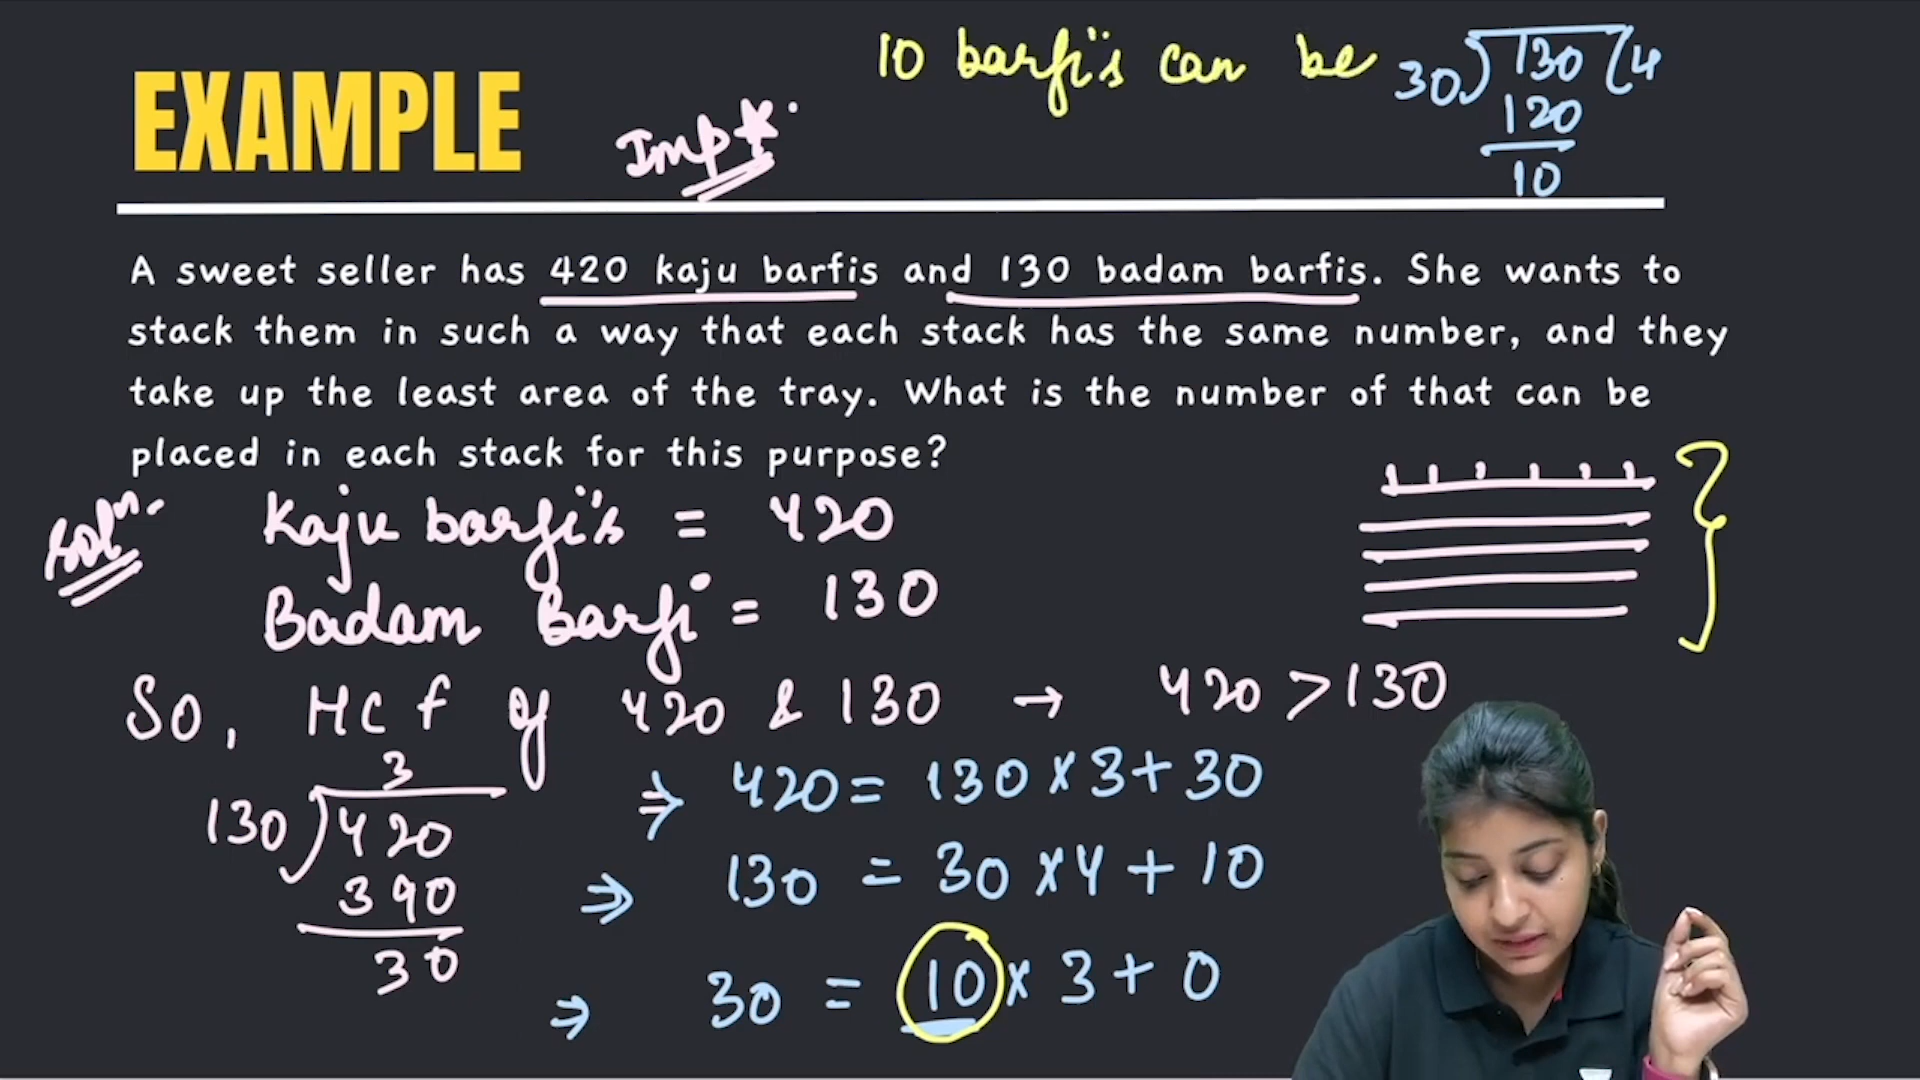 10 barfi's can be
30) 130 (4
120
10
EXAMPLE
Imp*
A sweet seller has 420 kaju barfis and 130 badam barfis. She wants to
stack them in such a way that each stack has the same number, and they
take up the least area of the tray. What is the number of that can be
placed in each stack for this purpose?
Soln.
Kaju barfi's = 420
Badam Barfi = 130
So, HCF of 420 & 130 → 420 > 130
3
130) 420
390
30
⇒ 420 = 130 × 3 + 30
⇒ 130 = 30 × 4 + 10
⇒ 30 = 10 × 3 + 0